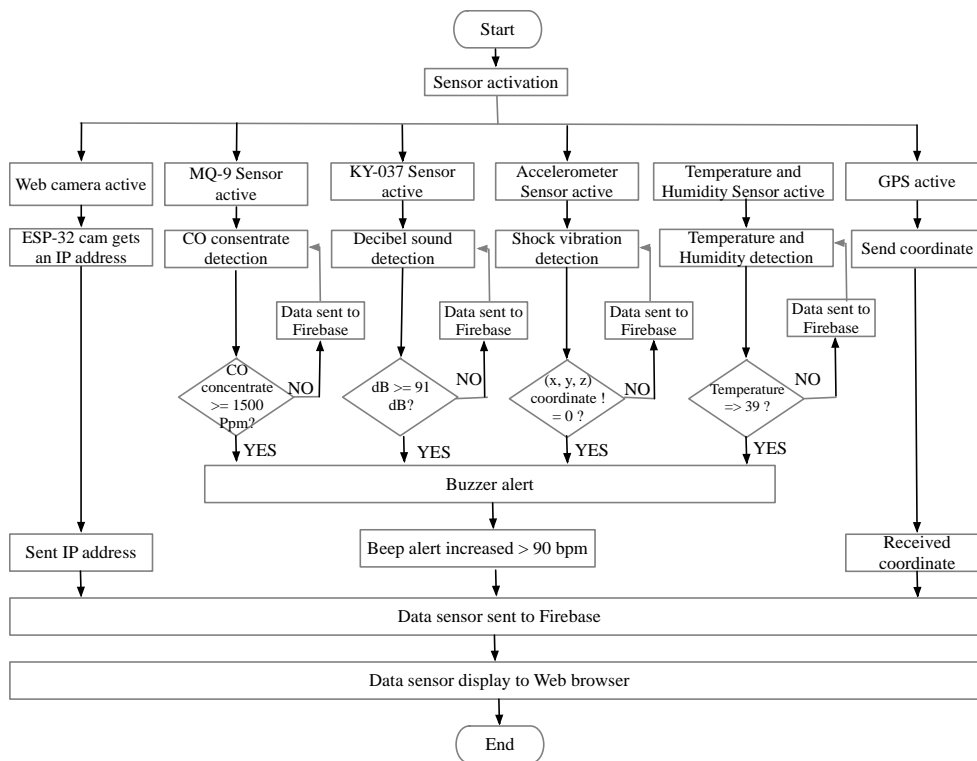 Start
Sensor activation
Web camera active
MQ-9 Sensor
active
KY-037 Sensor
active
Accelerometer
Sensor active
Temperature and
Humidity Sensor active
GPS active
ESP-32 cam gets
an IP address
CO consentrate
detection
Decibel sound
detection
Shock vibration
detection
Temperature and
Humidity detection
Send coordinate
Data sent to
Firebase
Data sent to
Firebase
Data sent to
Firebase
Data sent to
Firebase
CO
concentrate
>= 1500
Ppm?
NO
dB >= 91
dB?
NO
(x, y, z)
coordinate !
= 0 ?
NO
Temperature
=> 39 ?
NO
YES
YES
YES
YES
Buzzer alert
Sent IP address
Beep alert increased > 90 bpm
Received
coordinate
Data sensor sent to Firebase
Data sensor display to Web browser
End